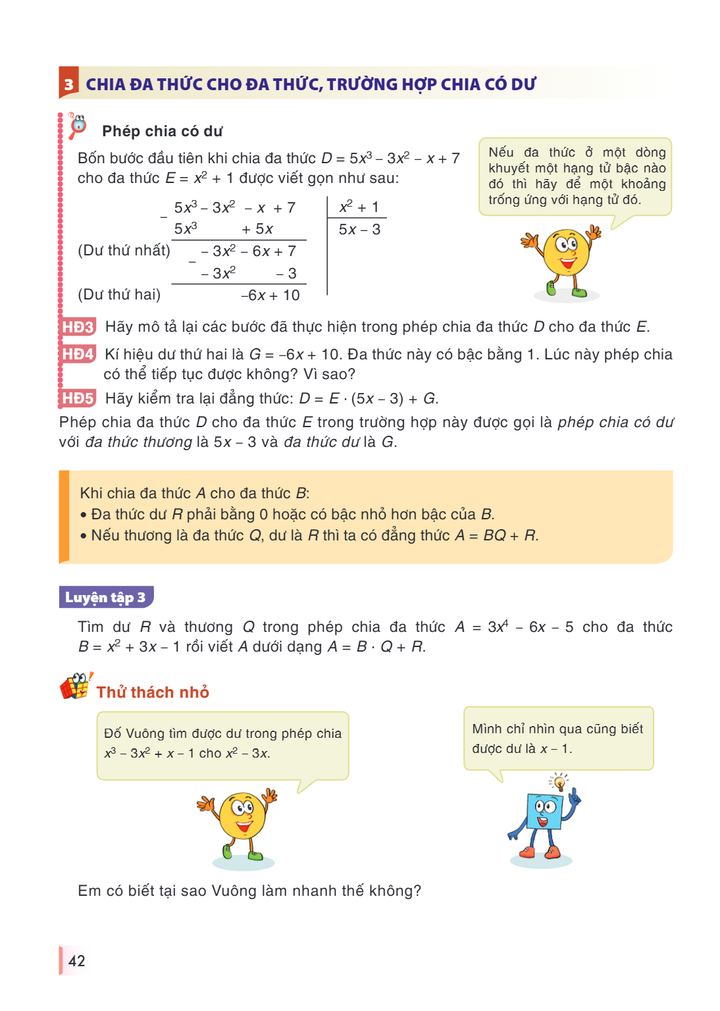 3 CHIA ĐA THỨC CHO ĐA THỨC, TRƯỜNG HỢP CHIA CÓ DƯ
Phép chia có dư
Bốn bước đầu tiên khi chia đa thức D = 5x³ – 3x² – x + 7
cho đa thức E = x² + 1 được viết gọn như sau:
Nếu đa thức ở một dòng
khuyết một hạng tử bậc nào
đó thì hãy để một khoảng
trống ứng với hạng tử đó.
– 5x³ – 3x² – x + 7 x² + 1
5x³ + 5x 5x – 3
(Dư thứ nhất) – – 3x² – 6x + 7
– 3x² – 3
(Dư thứ hai) –6x + 10
HĐ3 Hãy mô tả lại các bước đã thực hiện trong phép chia đa thức D cho đa thức E.
HĐ4 Kí hiệu dư thứ hai là G = –6x + 10. Đa thức này có bậc bằng 1. Lúc này phép chia
có thể tiếp tục được không? Vì sao?
HĐ5 Hãy kiểm tra lại đẳng thức: D = E · (5x – 3) + G.
Phép chia đa thức D cho đa thức E trong trường hợp này được gọi là phép chia có dư
với đa thức thương là 5x – 3 và đa thức dư là G.
Khi chia đa thức A cho đa thức B:
• Đa thức dư R phải bằng 0 hoặc có bậc nhỏ hơn bậc của B.
• Nếu thương là đa thức Q, dư là R thì ta có đẳng thức A = BQ + R.
Luyện tập 3
Tìm dư R và thương Q trong phép chia đa thức A = 3x⁴ – 6x – 5 cho đa thức
B = x² + 3x – 1 rồi viết A dưới dạng A = B · Q + R.
Thử thách nhỏ
Đố Vuông tìm được dư trong phép chia
x³ – 3x² + x – 1 cho x² – 3x.
Mình chỉ nhìn qua cũng biết
được dư là x – 1.
Em có biết tại sao Vuông làm nhanh thế không?
42